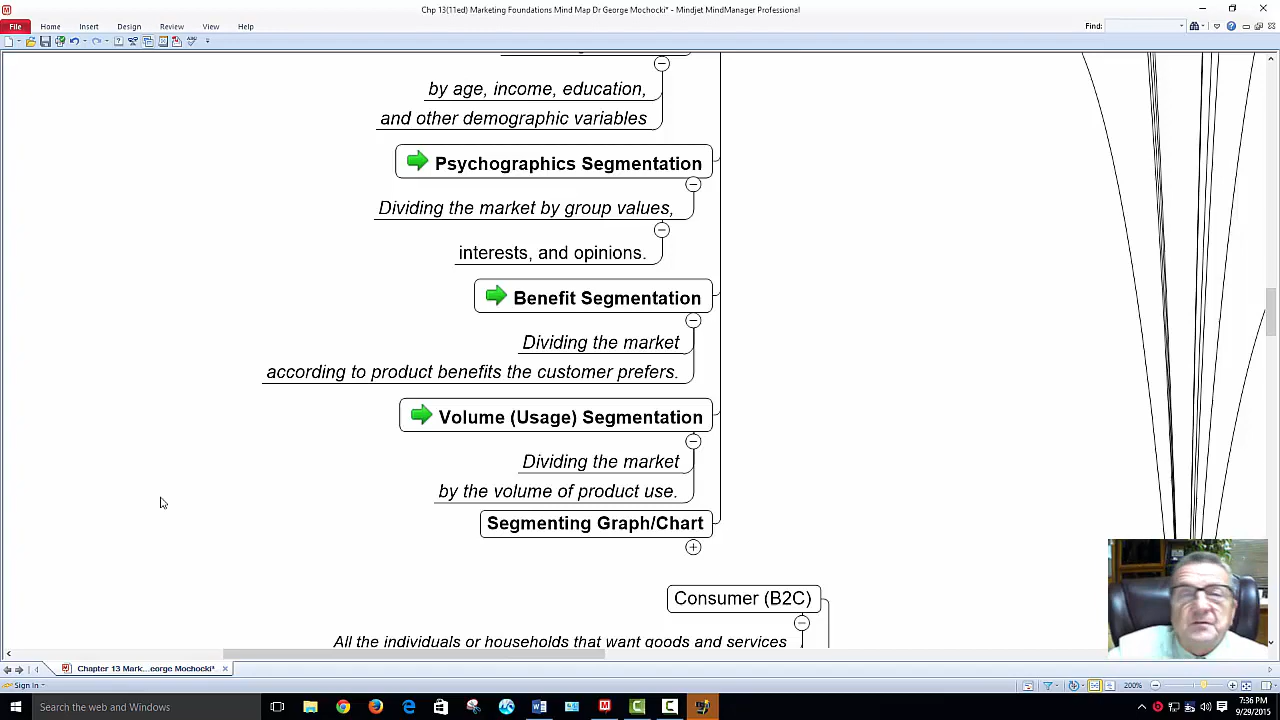 Chp 13(11ed) Marketing Foundations Mind Map Dr George Mochocki* - Mindjet MindManager Professional
File Home Insert Design Review View Help
Find:
by age, income, education,
and other demographic variables
Psychographics Segmentation
Dividing the market by group values,
interests, and opinions.
Benefit Segmentation
Dividing the market
according to product benefits the customer prefers.
Volume (Usage) Segmentation
Dividing the market
by the volume of product use.
Segmenting Graph/Chart
Consumer (B2C)
All the individuals or households that want goods and services
Chapter 13 Mark...eorge Mochocki*
Sign In
200%
Search the web and Windows
7:36 PM
9/29/2015